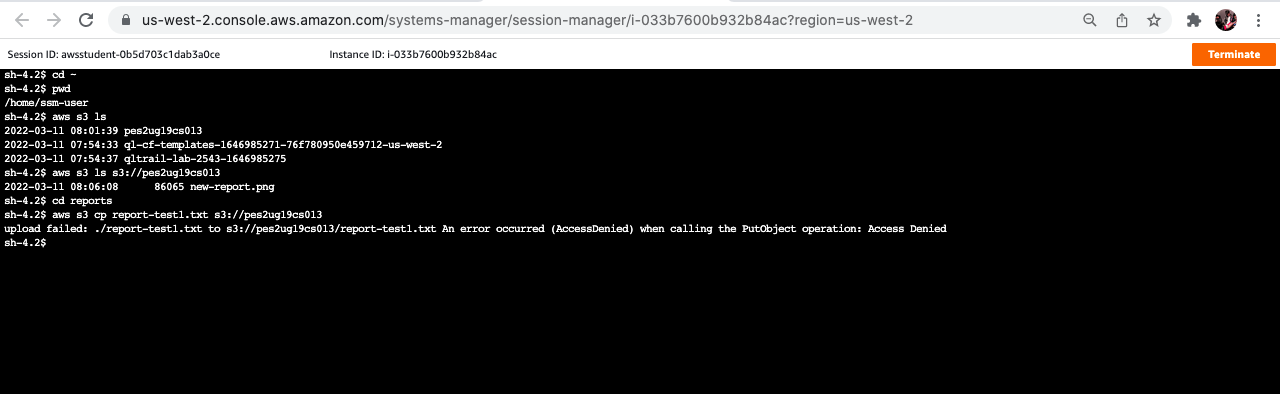 us-west-2.console.aws.amazon.com/systems-manager/session-manager/i-033b7600b932b84ac?region=us-west-2
Session ID: awsstudent-0b5d703c1dab3a0ce Instance ID: i-033b7600b932b84ac Terminate
sh-4.2$ cd ~
sh-4.2$ pwd
/home/ssm-user
sh-4.2$ aws s3 ls
2022-03-11 08:01:39 pes2ug19cs013
2022-03-11 07:54:33 ql-cf-templates-1646985271-76f780950e459712-us-west-2
2022-03-11 07:54:37 qltrail-lab-2543-1646985275
sh-4.2$ aws s3 ls s3://pes2ug19cs013
2022-03-11 08:06:08      86065 new-report.png
sh-4.2$ cd reports
sh-4.2$ aws s3 cp report-test1.txt s3://pes2ug19cs013
upload failed: ./report-test1.txt to s3://pes2ug19cs013/report-test1.txt An error occurred (AccessDenied) when calling the PutObject operation: Access Denied
sh-4.2$